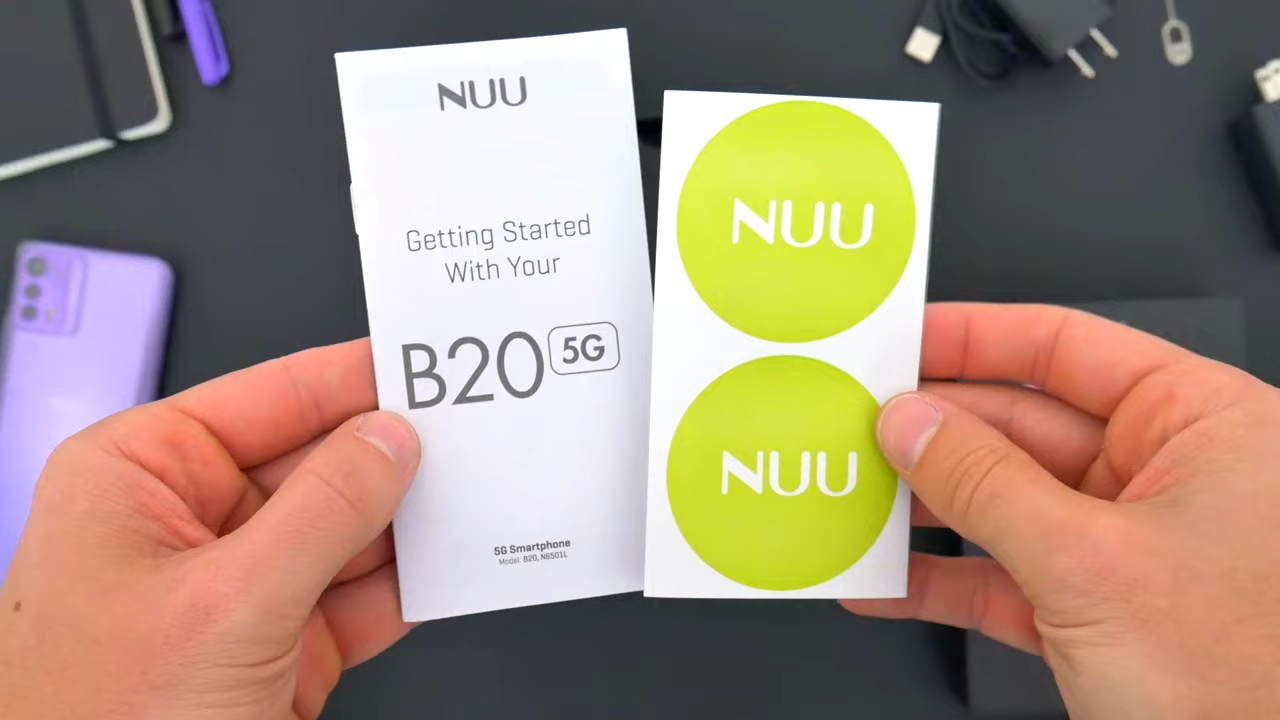 NUU
Getting Started
With Your
B20 5G
5G Smartphone
Model: B20, N6501L
NUU
NUU